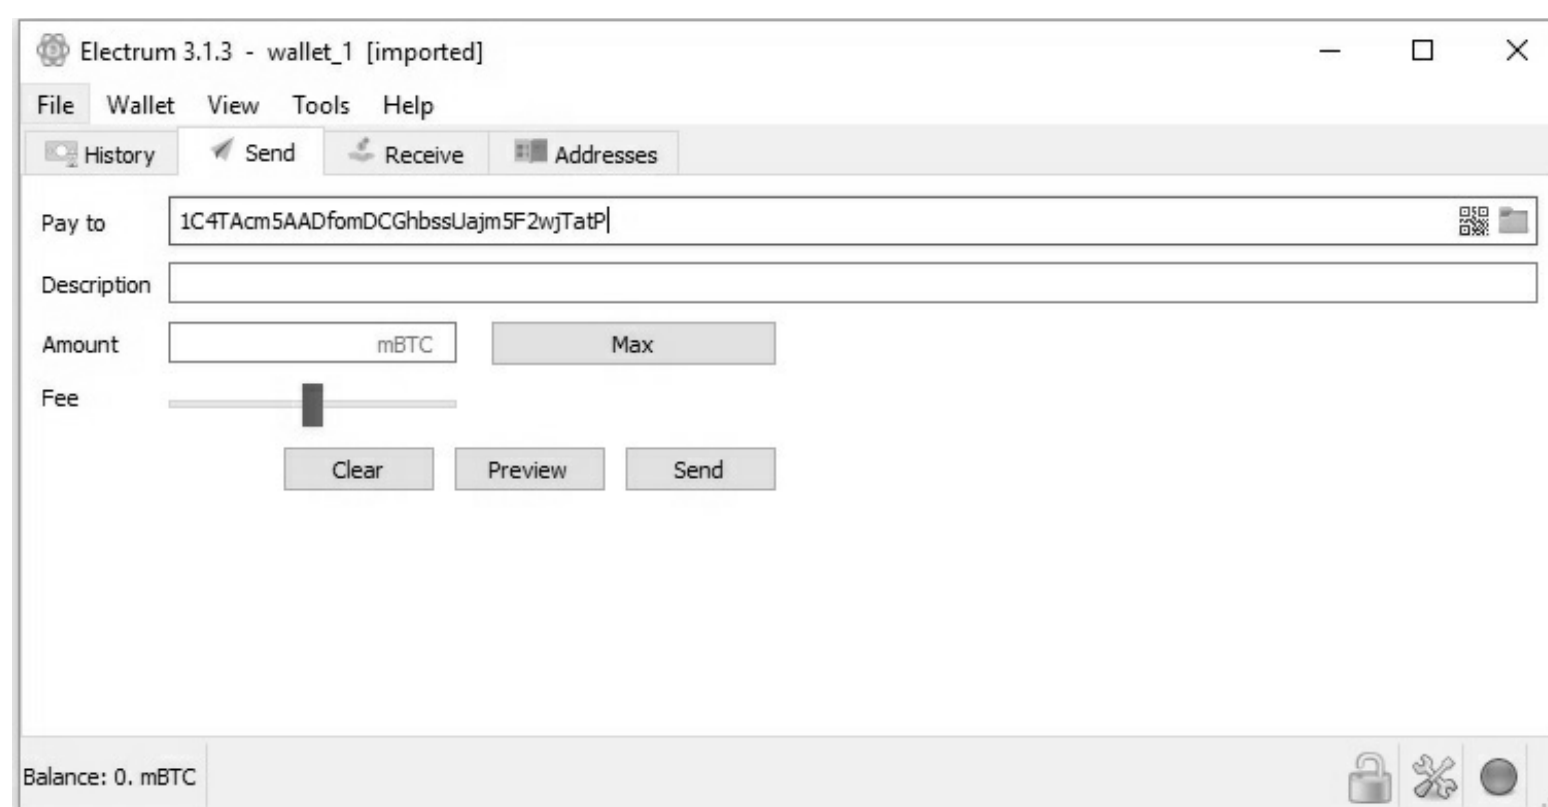 Electrum 3.1.3 - wallet_1 [imported]
File Wallet View Tools Help
History Send Receive Addresses
Pay to 1C4TAcm5AADfomDCGhbssUajm5F2wjTatP
Description
Amount mBTC Max
Fee
Clear Preview Send
Balance: 0. mBTC